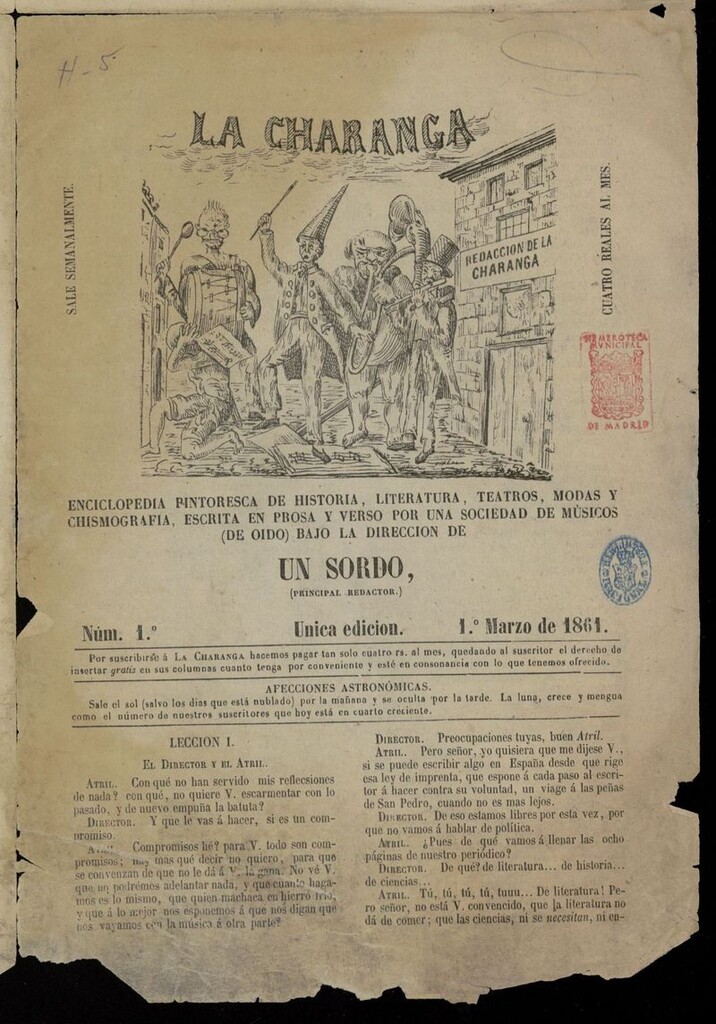 H-5
LA CHARANGA
SALE SEMANALMENTE.
CUATRO REALES AL MES.
REDACCION DE LA
CHARANGA
HEMEROTECA
MUNICIPAL
DE MADRID
ENCICLOPEDIA PINTORESCA DE HISTORIA, LITERATURA, TEATROS, MODAS Y
CHISMOGRAFIA, ESCRITA EN PROSA Y VERSO POR UNA SOCIEDAD DE MÚSICOS
(DE OIDO) BAJO LA DIRECCION DE
UN SORDO,
(PRINCIPAL REDACTOR.)
Núm. 1.° Unica edicion. 1.° Marzo de 1861.
Por suscribirse á LA CHARANGA hacemos pagar tan solo cuatro rs. al mes, quedando al suscritor el derecho de
insertar gratis en sus columnas cuanto tenga por conveniente y esté en consonancia con lo que tenemos ofrecido.
AFECCIONES ASTRONÓMICAS.
Sale el sol (salvo los dias que está nublado) por la mañana y se oculta por la tarde. La luna, crece y mengua
como el número de nuestros suscritores que hoy está en cuarto creciente.
LECCION I.
EL DIRECTOR Y EL ATRIL.
ATRIL. Con qué no han servido mis reflecsiones
de nada? con qué, no quiere V. escarmentar con lo
pasado, y de nuevo empuña la batuta?
DIRECTOR. Y que le vas á hacer, si es un com-
promiso.
Compromisos hé? para V. todo son com-
promisos; mas qué decir no quiero, para que
se convenzan de que no le dá á V. la gana. No vé V.
que no podrémos adelantar nada, y que cuanto haga-
mos es lo mismo, que quien machaca en hierro frio,
y que á lo mejor nos esponemos á que nos digan que
nos vayamos con la música á otra parte?
DIRECTOR. Preocupaciones tuyas, buen Atril.
ATRIL. Pero señor, yo quisiera que me dijese V.,
si se puede escribir algo en España desde que rige
esa ley de imprenta, que espone á cada paso al escri-
tor á hacer contra su voluntad, un viage á las peñas
de San Pedro, cuando no es mas lejos.
DIRECTOR. De eso estamos libres por esta vez, por
que no vamos á hablar de política.
ATRIL. ¿Pues de qué vamos á llenar las ocho
páginas de nuestro periódico?
DIRECTOR. De qué? de literatura... de historia...
de ciencias...
ATRIL. Tú, tú, tú, tú, tuuu... De literatura! Pe-
ro señor, no está V. convencido, que la literatura no
dá de comer; que las ciencias, ni se necesitan, ni en-